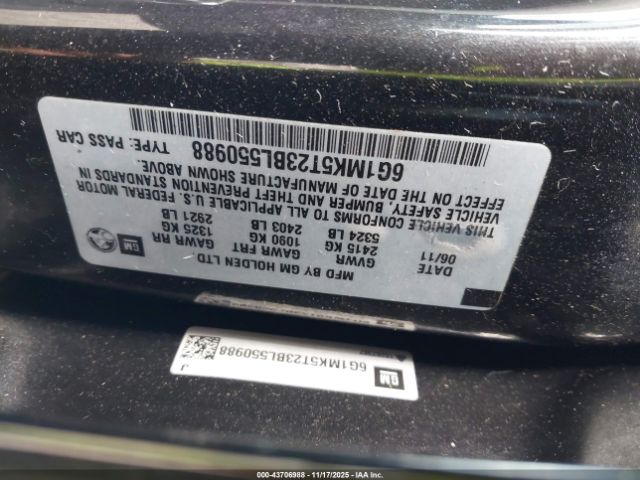 MFD BY GM HOLDEN LTD
DATE GVWR GAWR FRT GAWR RR
06/11 2415 KG 1090 KG 1325 KG
5324 LB 2403 LB 2921 LB
GM
THIS VEHICLE CONFORMS TO ALL APPLICABLE U.S. FEDERAL MOTOR
VEHICLE SAFETY, BUMPER AND THEFT PREVENTION STANDARDS IN
EFFECT ON THE DATE OF MANUFACTURE SHOWN ABOVE.
6G1MK5T23BL550988 TYPE: PASS CAR
GM
6G1MK5T23BL550988
J
000-43706988 — 11/17/2025 - IAAI.com